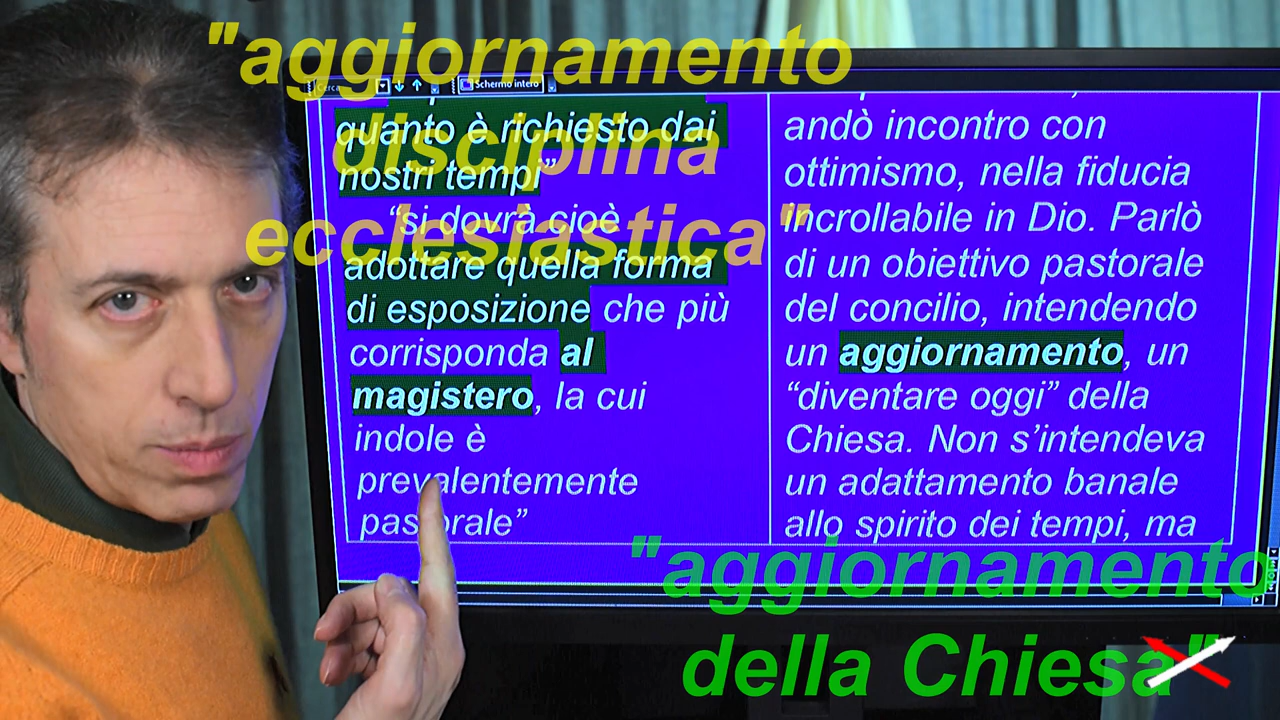 "aggiornamento
disciplina
ecclesiastica"
Cerca
Schermo intero
quanto è richiesto dai
nostri tempi”
“si dovrà cioè
adottare quella forma
di esposizione che più
corrisponda al
magistero, la cui
indole è
prevalentemente
pastorale”
andò incontro con
ottimismo, nella fiducia
incrollabile in Dio. Parlò
di un obiettivo pastorale
del concilio, intendendo
un aggiornamento, un
“diventare oggi” della
Chiesa. Non s’intendeva
un adattamento banale
allo spirito dei tempi, ma
"aggiornamento
della Chiesa"